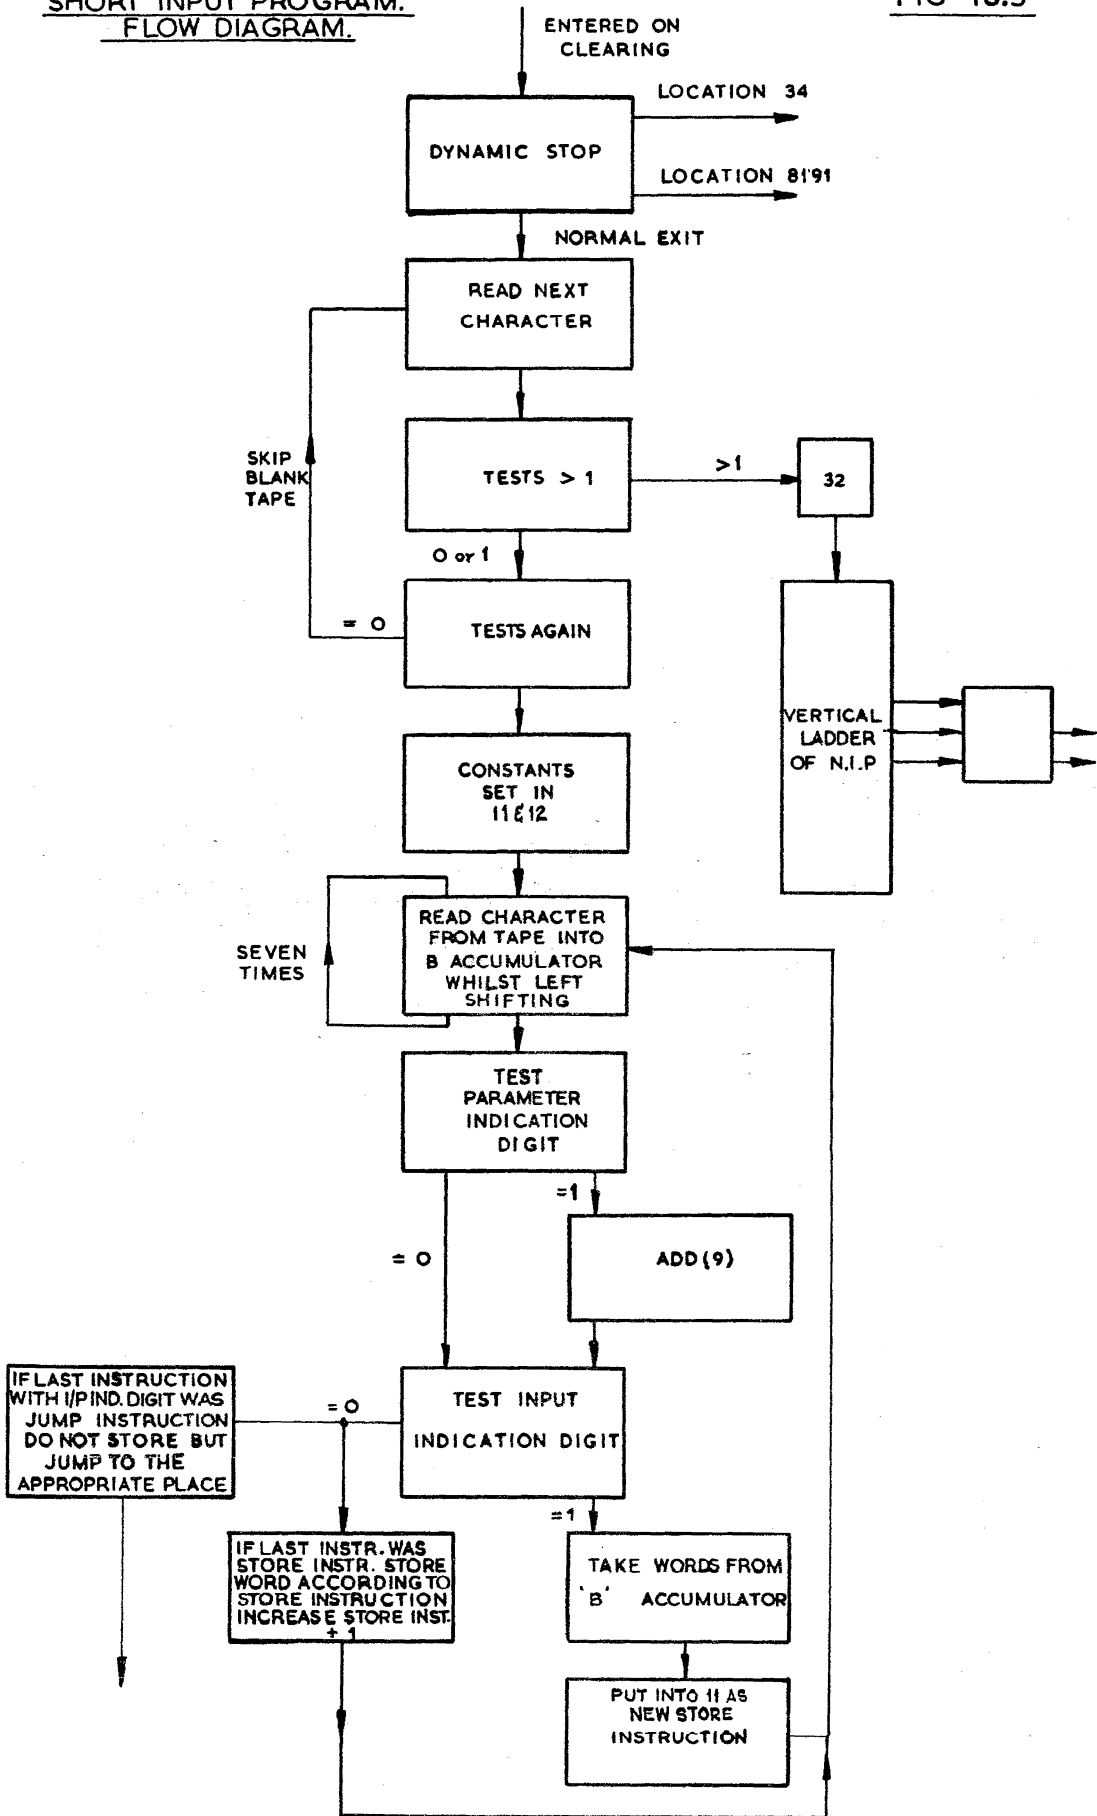 SHORT INPUT PROGRAM.
FLOW DIAGRAM.
ENTERED ON
CLEARING
LOCATION 34
DYNAMIC STOP
LOCATION 81'91
NORMAL EXIT
READ NEXT
CHARACTER
SKIP
BLANK
TAPE
TESTS > 1
>1
32
0 or 1
= 0
TESTS AGAIN
VERTICAL
LADDER
OF N.I.P
CONSTANTS
SET IN
11 & 12
SEVEN
TIMES
READ CHARACTER
FROM TAPE INTO
B ACCUMULATOR
WHILST LEFT
SHIFTING
TEST
PARAMETER
INDICATION
DIGIT
=1
= 0
ADD (9)
IF LAST INSTRUCTION
WITH I/P IND. DIGIT WAS
JUMP INSTRUCTION
DO NOT STORE BUT
JUMP TO THE
APPROPRIATE PLACE
= 0
TEST INPUT
INDICATION DIGIT
=1
IF LAST INSTR. WAS
STORE INSTR. STORE
WORD ACCORDING TO
STORE INSTRUCTION
INCREASE STORE INST.
+ 1
TAKE WORDS FROM
'B' ACCUMULATOR
PUT INTO 11 AS
NEW STORE
INSTRUCTION